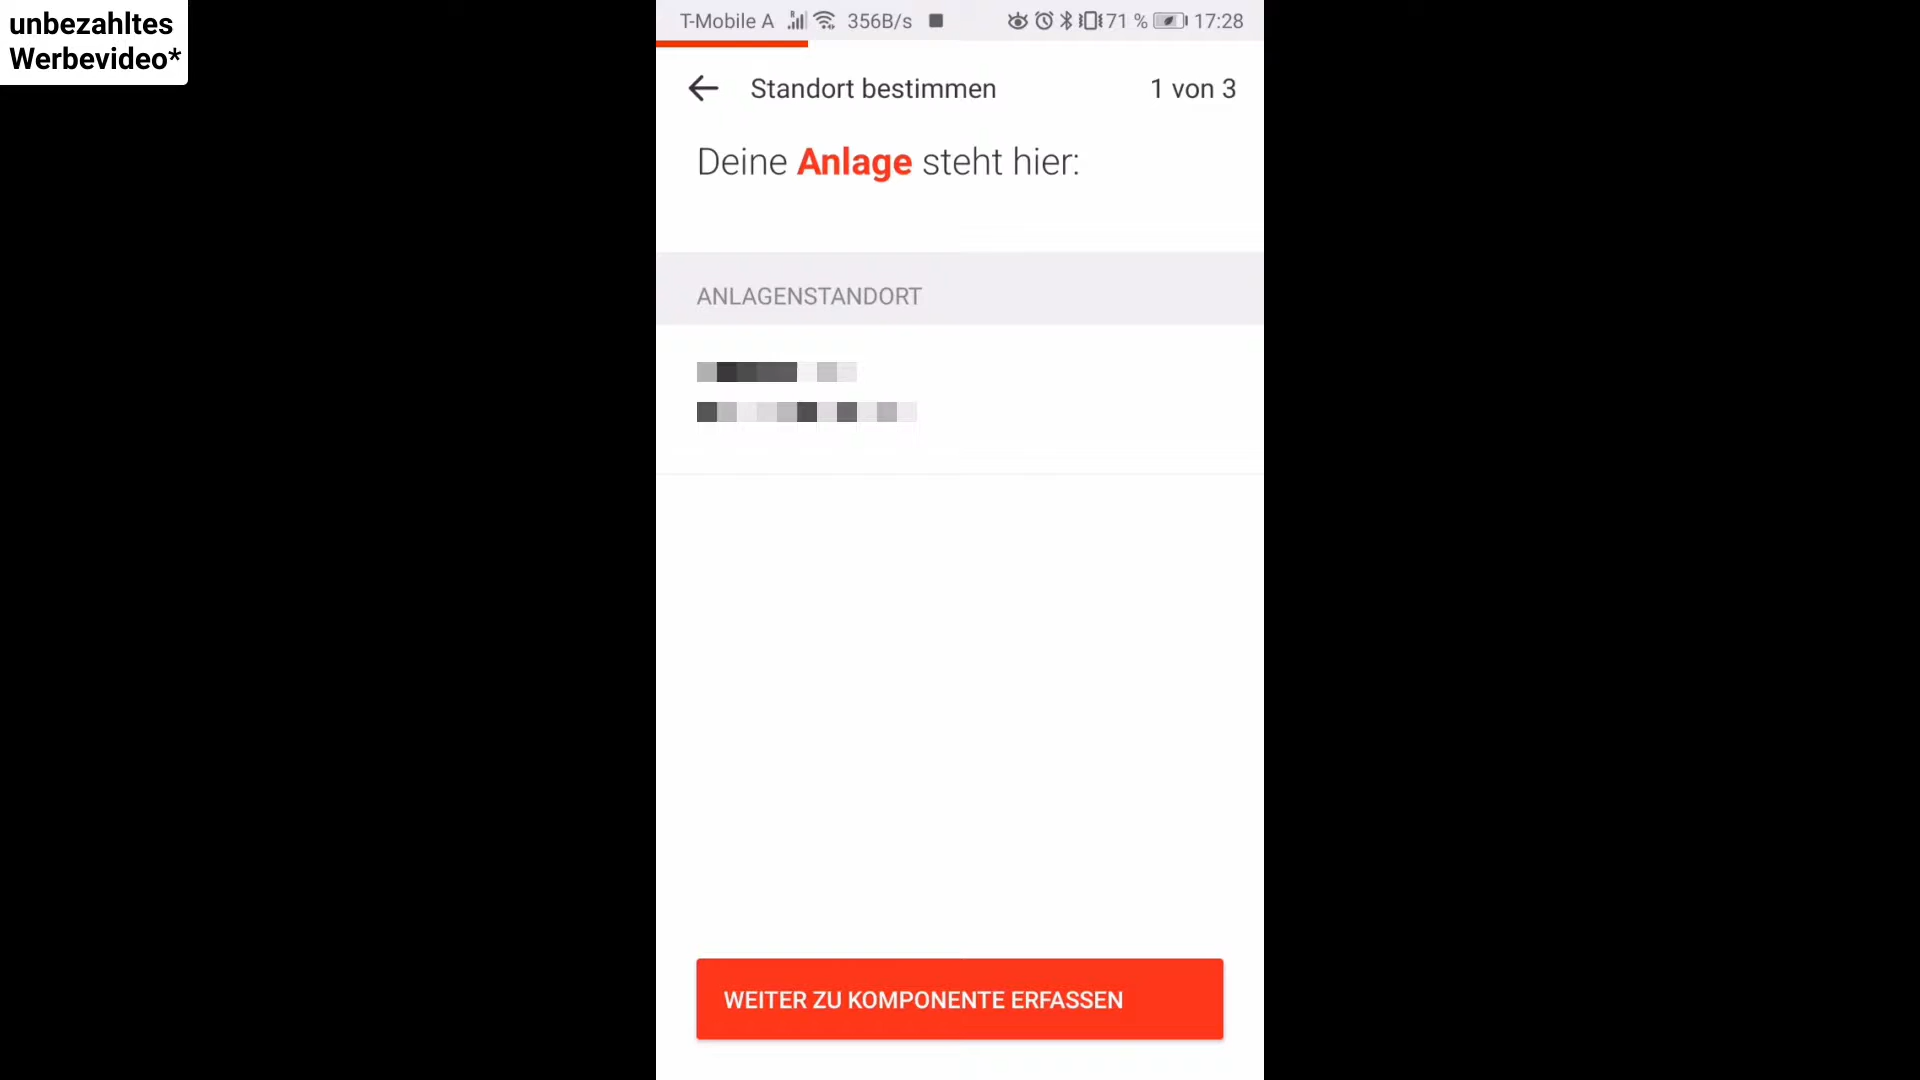 unbezahltes
Werbevideo*
T-Mobile A 356B/s 71 % 17:28
Standort bestimmen 1 von 3
Deine Anlage steht hier:
ANLAGENSTANDORT
WEITER ZU KOMPONENTE ERFASSEN